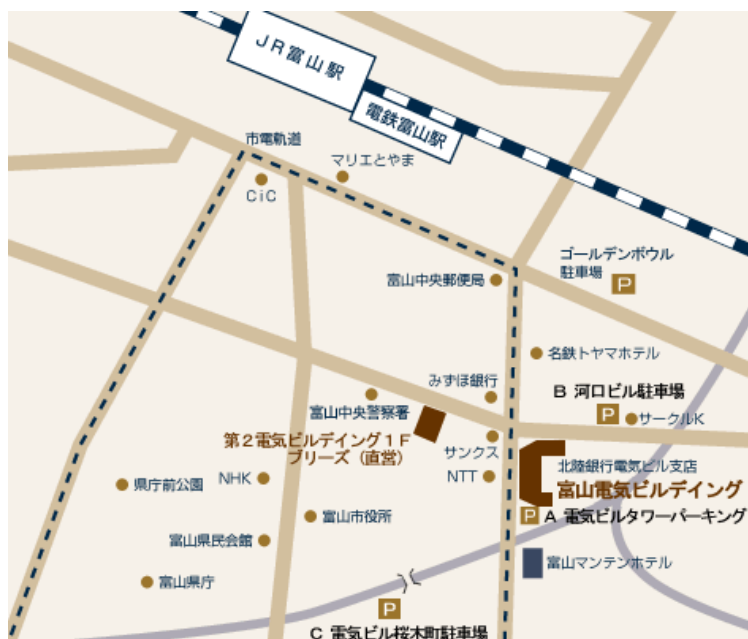 JR富山駅
電鉄富山駅
市電軌道
マリエとやま
CiC
ゴールデンボウル
駐車場
P
富山中央郵便局
名鉄トヤマホテル
みずほ銀行
B 河口ビル駐車場
P
サークルK
富山中央警察署
第2電気ビルデイング1F
ブリーズ（直営）
サンクス
NTT
北陸銀行電気ビル支店
富山電気ビルデイング
P A 電気ビルタワーパーキング
県庁前公園
NHK
富山市役所
富山県民会館
富山マンテンホテル
富山県庁
P
C 電気ビル桜木町駐車場